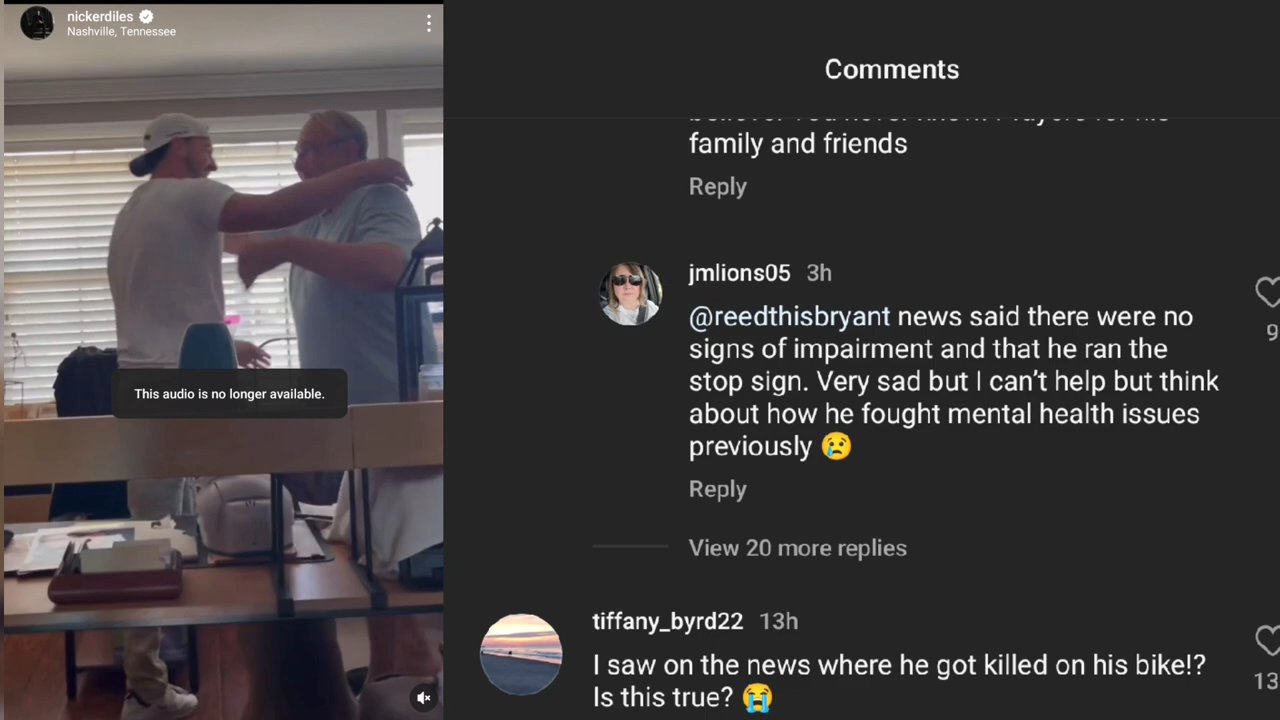 nickerdiles
Nashville, Tennessee
This audio is no longer available.
Comments
family and friends
Reply
jmlions05 3h
@reedthisbryant news said there were no
signs of impairment and that he ran the
stop sign. Very sad but I can’t help but think
about how he fought mental health issues
previously 😢
9
Reply
View 20 more replies
tiffany_byrd22 13h
I saw on the news where he got killed on his bike!?
Is this true? 😭
13